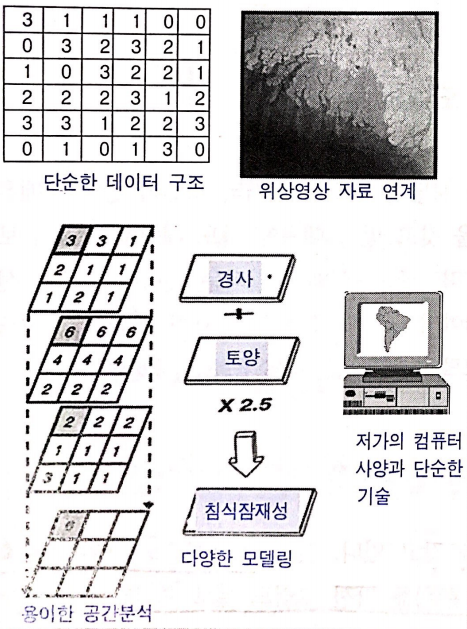 3 1 1 1 0 0
0 3 2 3 2 1
1 0 3 2 2 1
2 2 2 3 1 2
3 3 1 2 2 3
0 1 0 1 3 0
단순한 데이터 구조
위상영상 자료 연계
3 3 1
2 1 1
1 2 1
6 6 6
4 4 4
2 2 2
2 2 2
1 1 1
3 1 1
6
용이한 공간분석
경사
+
토양
X 2.5
침식잠재성
다양한 모델링
저가의 컴퓨터
사양과 단순한
기술